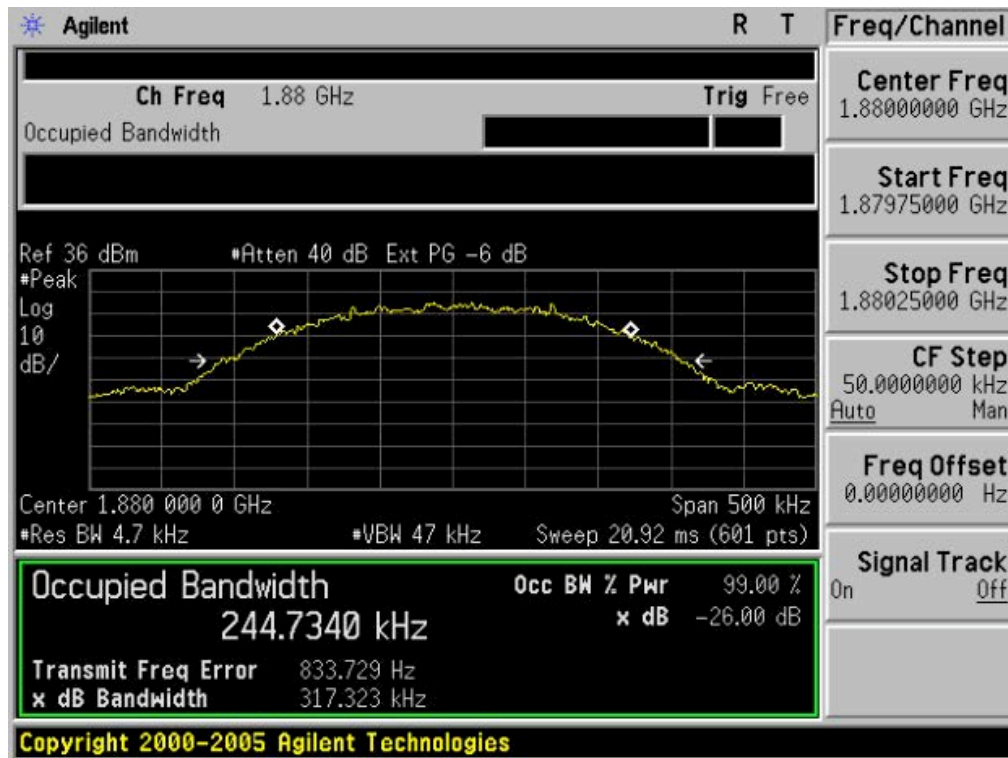 Agilent R T Freq/Channel
Ch Freq 1.88 GHz Trig Free
Occupied Bandwidth
Center Freq
1.88000000 GHz
Start Freq
1.87975000 GHz
Stop Freq
1.88025000 GHz
CF Step
50.0000000 kHz
Auto Man
Freq Offset
0.00000000 Hz
Signal Track
On Off
Ref 36 dBm #Atten 40 dB Ext PG -6 dB
#Peak
Log
10
dB/
Center 1.880 000 0 GHz Span 500 kHz
#Res BW 4.7 kHz #VBW 47 kHz Sweep 20.92 ms (601 pts)
Occupied Bandwidth Occ BW % Pwr 99.00 %
244.7340 kHz x dB -26.00 dB
Transmit Freq Error 833.729 Hz
x dB Bandwidth 317.323 kHz
Copyright 2000-2005 Agilent Technologies